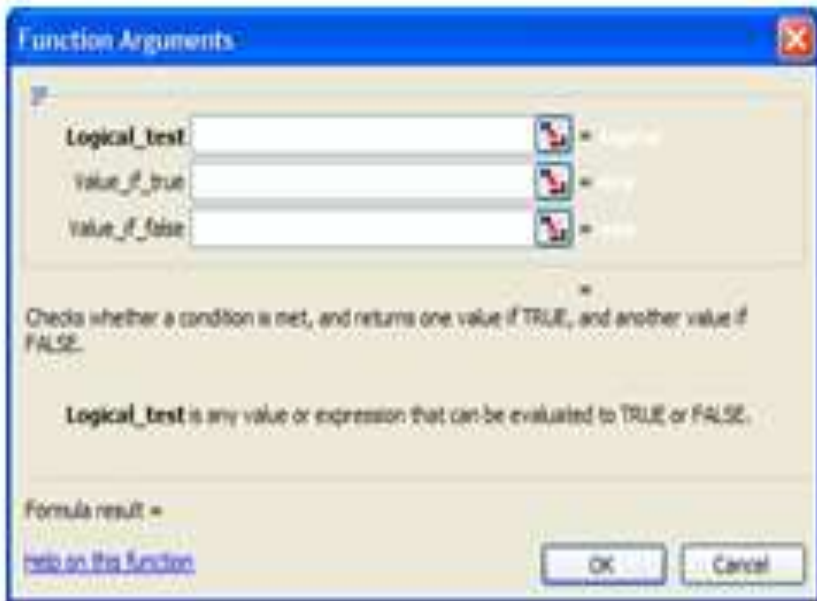 Function Arguments
IF
Logical_test =
Value_if_true =
Value_if_false =
=
Checks whether a condition is met, and returns one value if TRUE, and another value if
FALSE.
Logical_test is any value or expression that can be evaluated to TRUE or FALSE.
Formula result =
Help on this function
OK Cancel